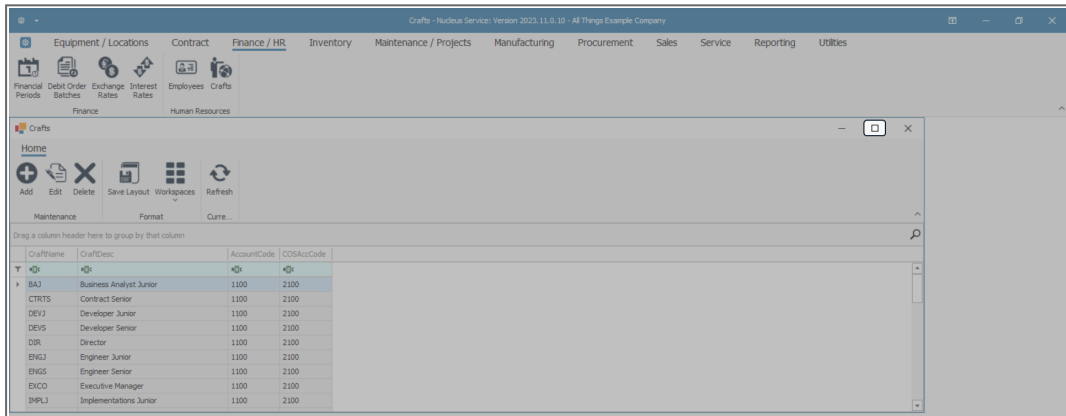 Crafts - Nucleus Service: Version 2023.11.0.10 - All Things Example Company
Equipment / Locations Contract Finance / HR Inventory Maintenance / Projects Manufacturing Procurement Sales Service Reporting Utilities
Financial Periods Debit Order Batches Exchange Rates Interest Rates Employees Crafts
Finance Human Resources
Crafts
Home
Add Edit Delete Save Layout Workspaces Refresh
Maintenance Format Curre...
Drag a column header here to group by that column
CraftName CraftDesc AccountCode COSAccCode
BAJ Business Analyst Junior 1100 2100
CTRTS Contract Senior 1100 2100
DEVJ Developer Junior 1100 2100
DEVS Developer Senior 1100 2100
DIR Director 1100 2100
ENGJ Engineer Junior 1100 2100
ENGS Engineer Senior 1100 2100
EXCO Executive Manager 1100 2100
IMPLJ Implementations Junior 1100 2100